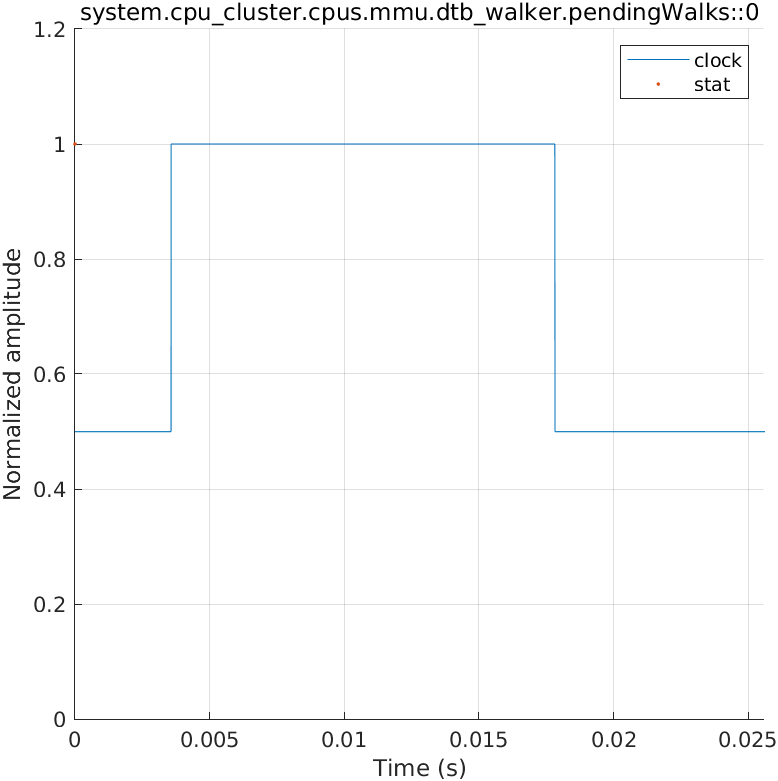 system.cpu_cluster.cpus.mmu.dtb_walker.pendingWalks::0
clock
stat
1.2
1
0.8
0.6
0.4
0.2
0
Normalized amplitude
0 0.005 0.01 0.015 0.02 0.025
Time (s)